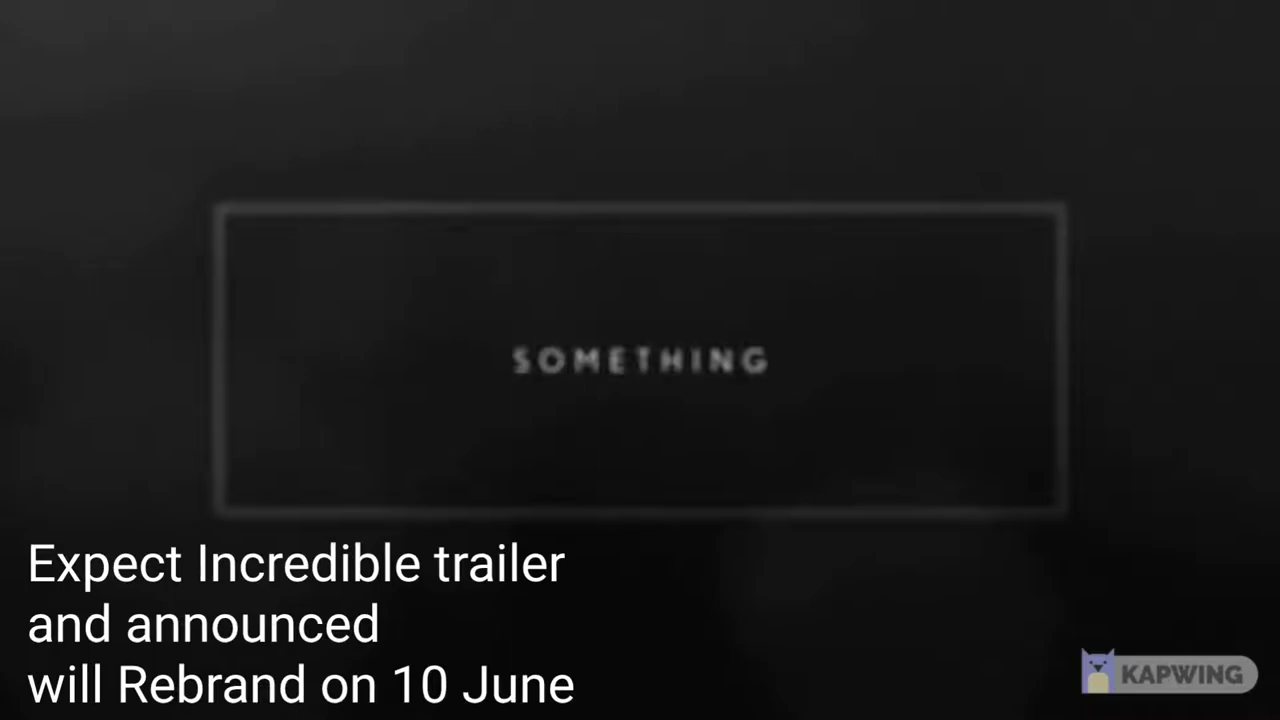 SOMETHING
Expect Incredible trailer
and announced
will Rebrand on 10 June
KAPWING